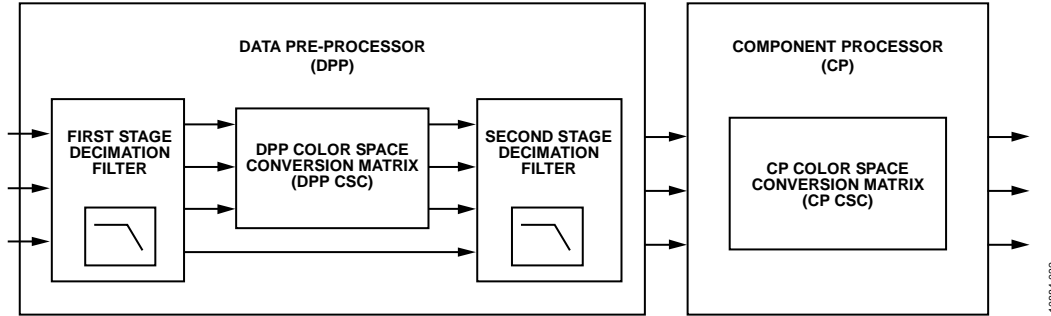 DATA PRE-PROCESSOR
(DPP)
COMPONENT PROCESSOR
(CP)
FIRST STAGE
DECIMATION
FILTER
DPP COLOR SPACE
CONVERSION MATRIX
(DPP CSC)
SECOND STAGE
DECIMATION
FILTER
CP COLOR SPACE
CONVERSION MATRIX
(CP CSC)